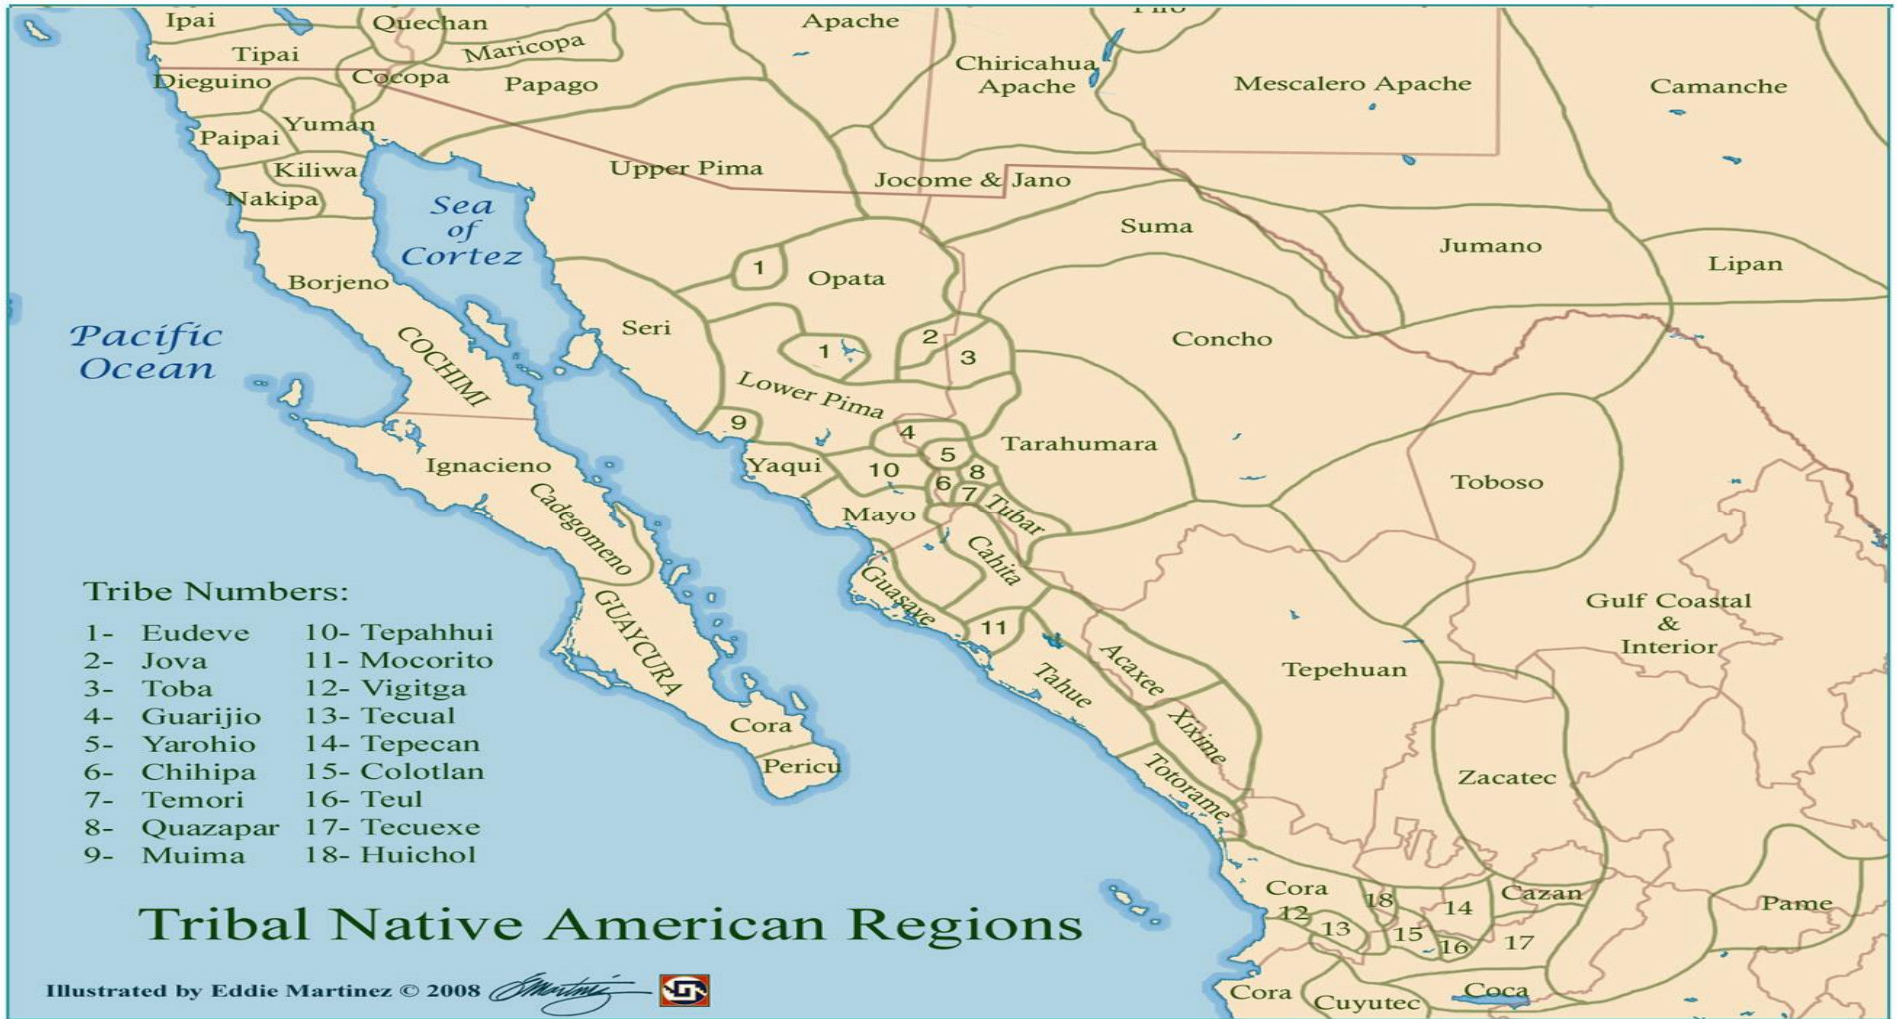 Ipai
Quechan
Apache
Tipai
Maricopa
Chiricahua
Apache
Dieguino
Cocopa
Papago
Mescalero Apache
Camanche
Paipai
Yuman
Kiliwa
Upper Pima
Jocome & Jano
Nakipa
Sea
of
Cortez
Suma
Jumano
Lipan
Borjeno
1
Opata
Pacific
Ocean
Seri
COCHIMI
1
2
3
Concho
Lower Pima
9
4
Tarahumara
Yaqui
10
5
8
6
7
Tubar
Toboso
Ignacieno
Cadegomeno
Mayo
Cahita
Guasave
11
GUAYCURA
Gulf Coastal
&
Interior
Tahue
Acaxee
Tepehuan
Xixime
Cora
Pericu
Totorame
Zacatec
Cora
12
13
18
14
Cazan
15
16
17
Pame
Cora
Cuyutec
Coca
Tribe Numbers:
1- Eudeve
2- Jova
3- Toba
4- Guarijio
5- Yarohio
6- Chihipa
7- Temori
8- Quazapar
9- Muima
10- Tepahhui
11- Mocorito
12- Vigitga
13- Tecual
14- Tepecan
15- Colotlan
16- Teul
17- Tecuexe
18- Huichol
Tribal Native American Regions
Illustrated by Eddie Martinez © 2008